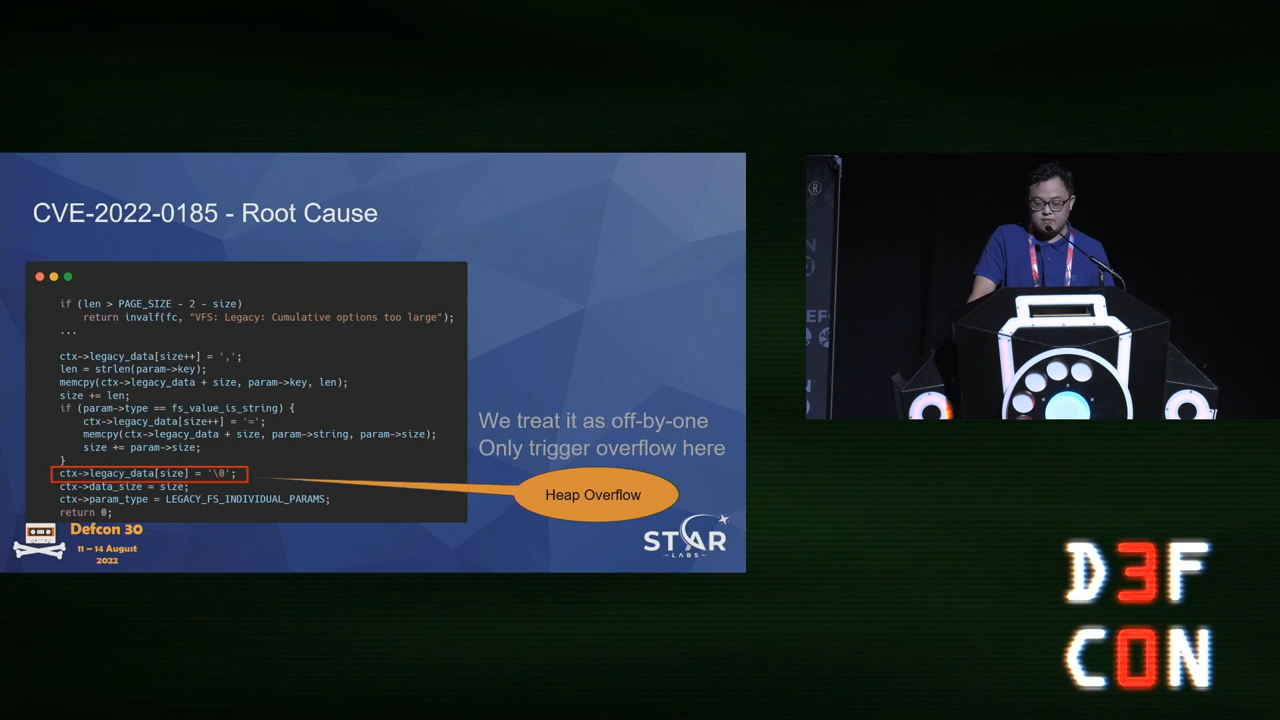 CVE-2022-0185 - Root Cause
if (len > PAGE_SIZE - 2 - size)
return invalf(fc, "VFS: Legacy: Cumulative options too large");
...
ctx->legacy_data[size++] = ',';
len = strlen(param->key);
memcpy(ctx->legacy_data + size, param->key, len);
size += len;
if (param->type == fs_value_is_string) {
ctx->legacy_data[size++] = '=';
memcpy(ctx->legacy_data + size, param->string, param->size);
size += param->size;
}
ctx->legacy_data[size] = '\0';
ctx->data_size = size;
ctx->param_type = LEGACY_FS_INDIVIDUAL_PARAMS;
return 0;
We treat it as off-by-one
Only trigger overflow here
Heap Overflow
Defcon 30
11 – 14 August
2022
STAR
- LABS -
D3F
C0N